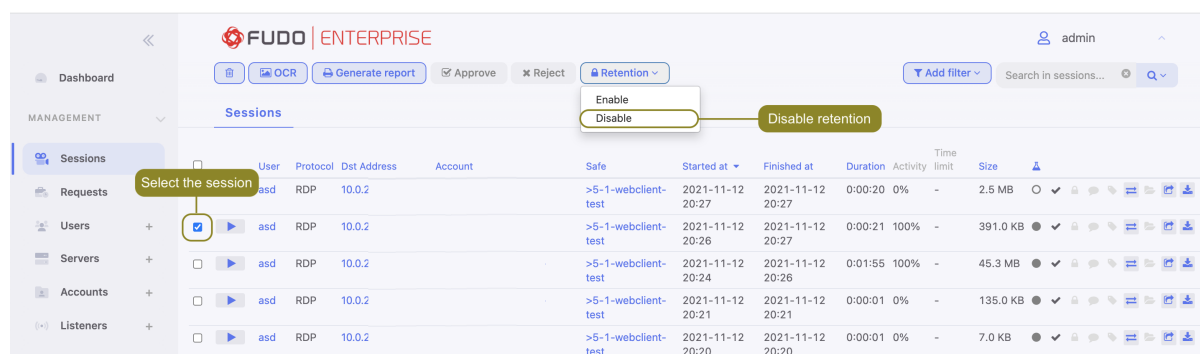 FUDO ENTERPRISE
admin
OCR Generate report Approve Reject Retention Add filter Search in sessions...
Enable
Disable
Disable retention
Dashboard
MANAGEMENT
Sessions
Requests
Users +
Servers +
Accounts +
Listeners +
Sessions
User Protocol Dst Address Account Safe Started at Finished at Duration Activity Time limit Size
Select the session
asd RDP 10.0.2 >5-1-webclient-test 2021-11-12 20:27 2021-11-12 20:27 0:00:20 0% - 2.5 MB
asd RDP 10.0.2 >5-1-webclient-test 2021-11-12 20:26 2021-11-12 20:27 0:00:21 100% - 391.0 KB
asd RDP 10.0.2 >5-1-webclient-test 2021-11-12 20:24 2021-11-12 20:26 0:01:55 100% - 45.3 MB
asd RDP 10.0.2 >5-1-webclient-test 2021-11-12 20:21 2021-11-12 20:21 0:00:01 0% - 135.0 KB
asd RDP 10.0.2 >5-1-webclient-test 2021-11-12 20:20 2021-11-12 20:20 0:00:01 0% - 7.0 KB